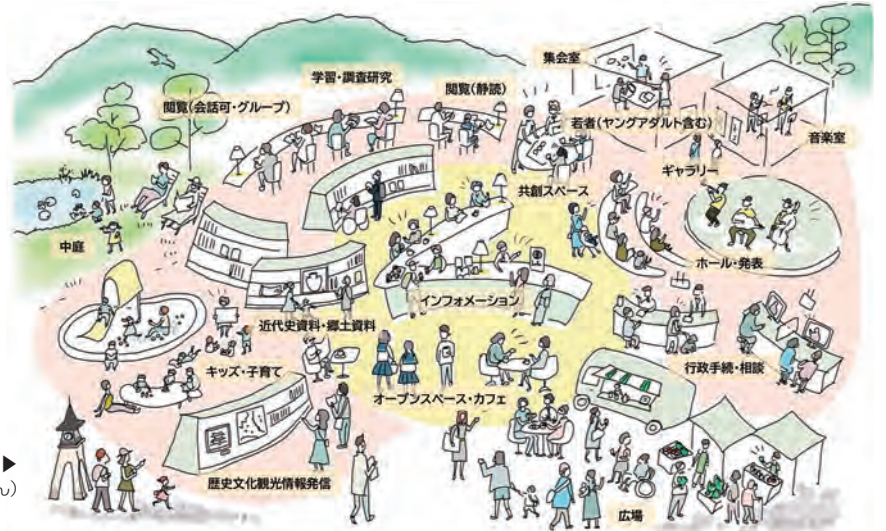 集会室
学習・調査研究
閲覧(静読)
閲覧(会話可・グループ)
若者(ヤングアダルト含む)
音楽室
ギャラリー
共創スペース
中庭
ホール・発表
インフォメーション
近代史資料・郷土資料
キッズ・子育て
行政手続・相談
オープンスペース・カフェ
▶
ん)
歴史文化観光情報発信
広場